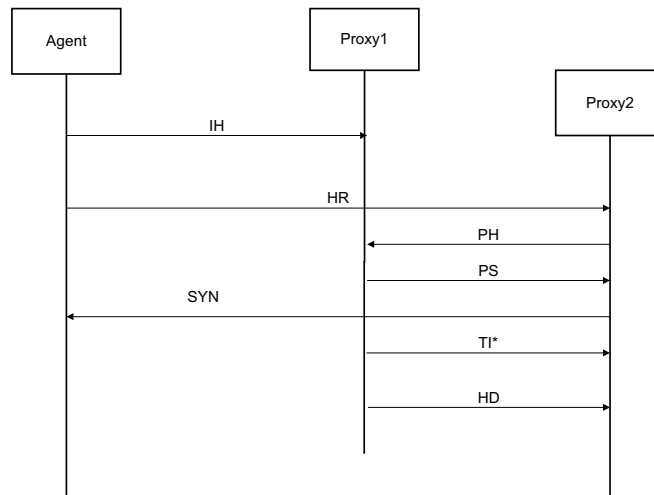 Agent
Proxy1
Proxy2
IH
HR
PH
PS
SYN
TI*
HD